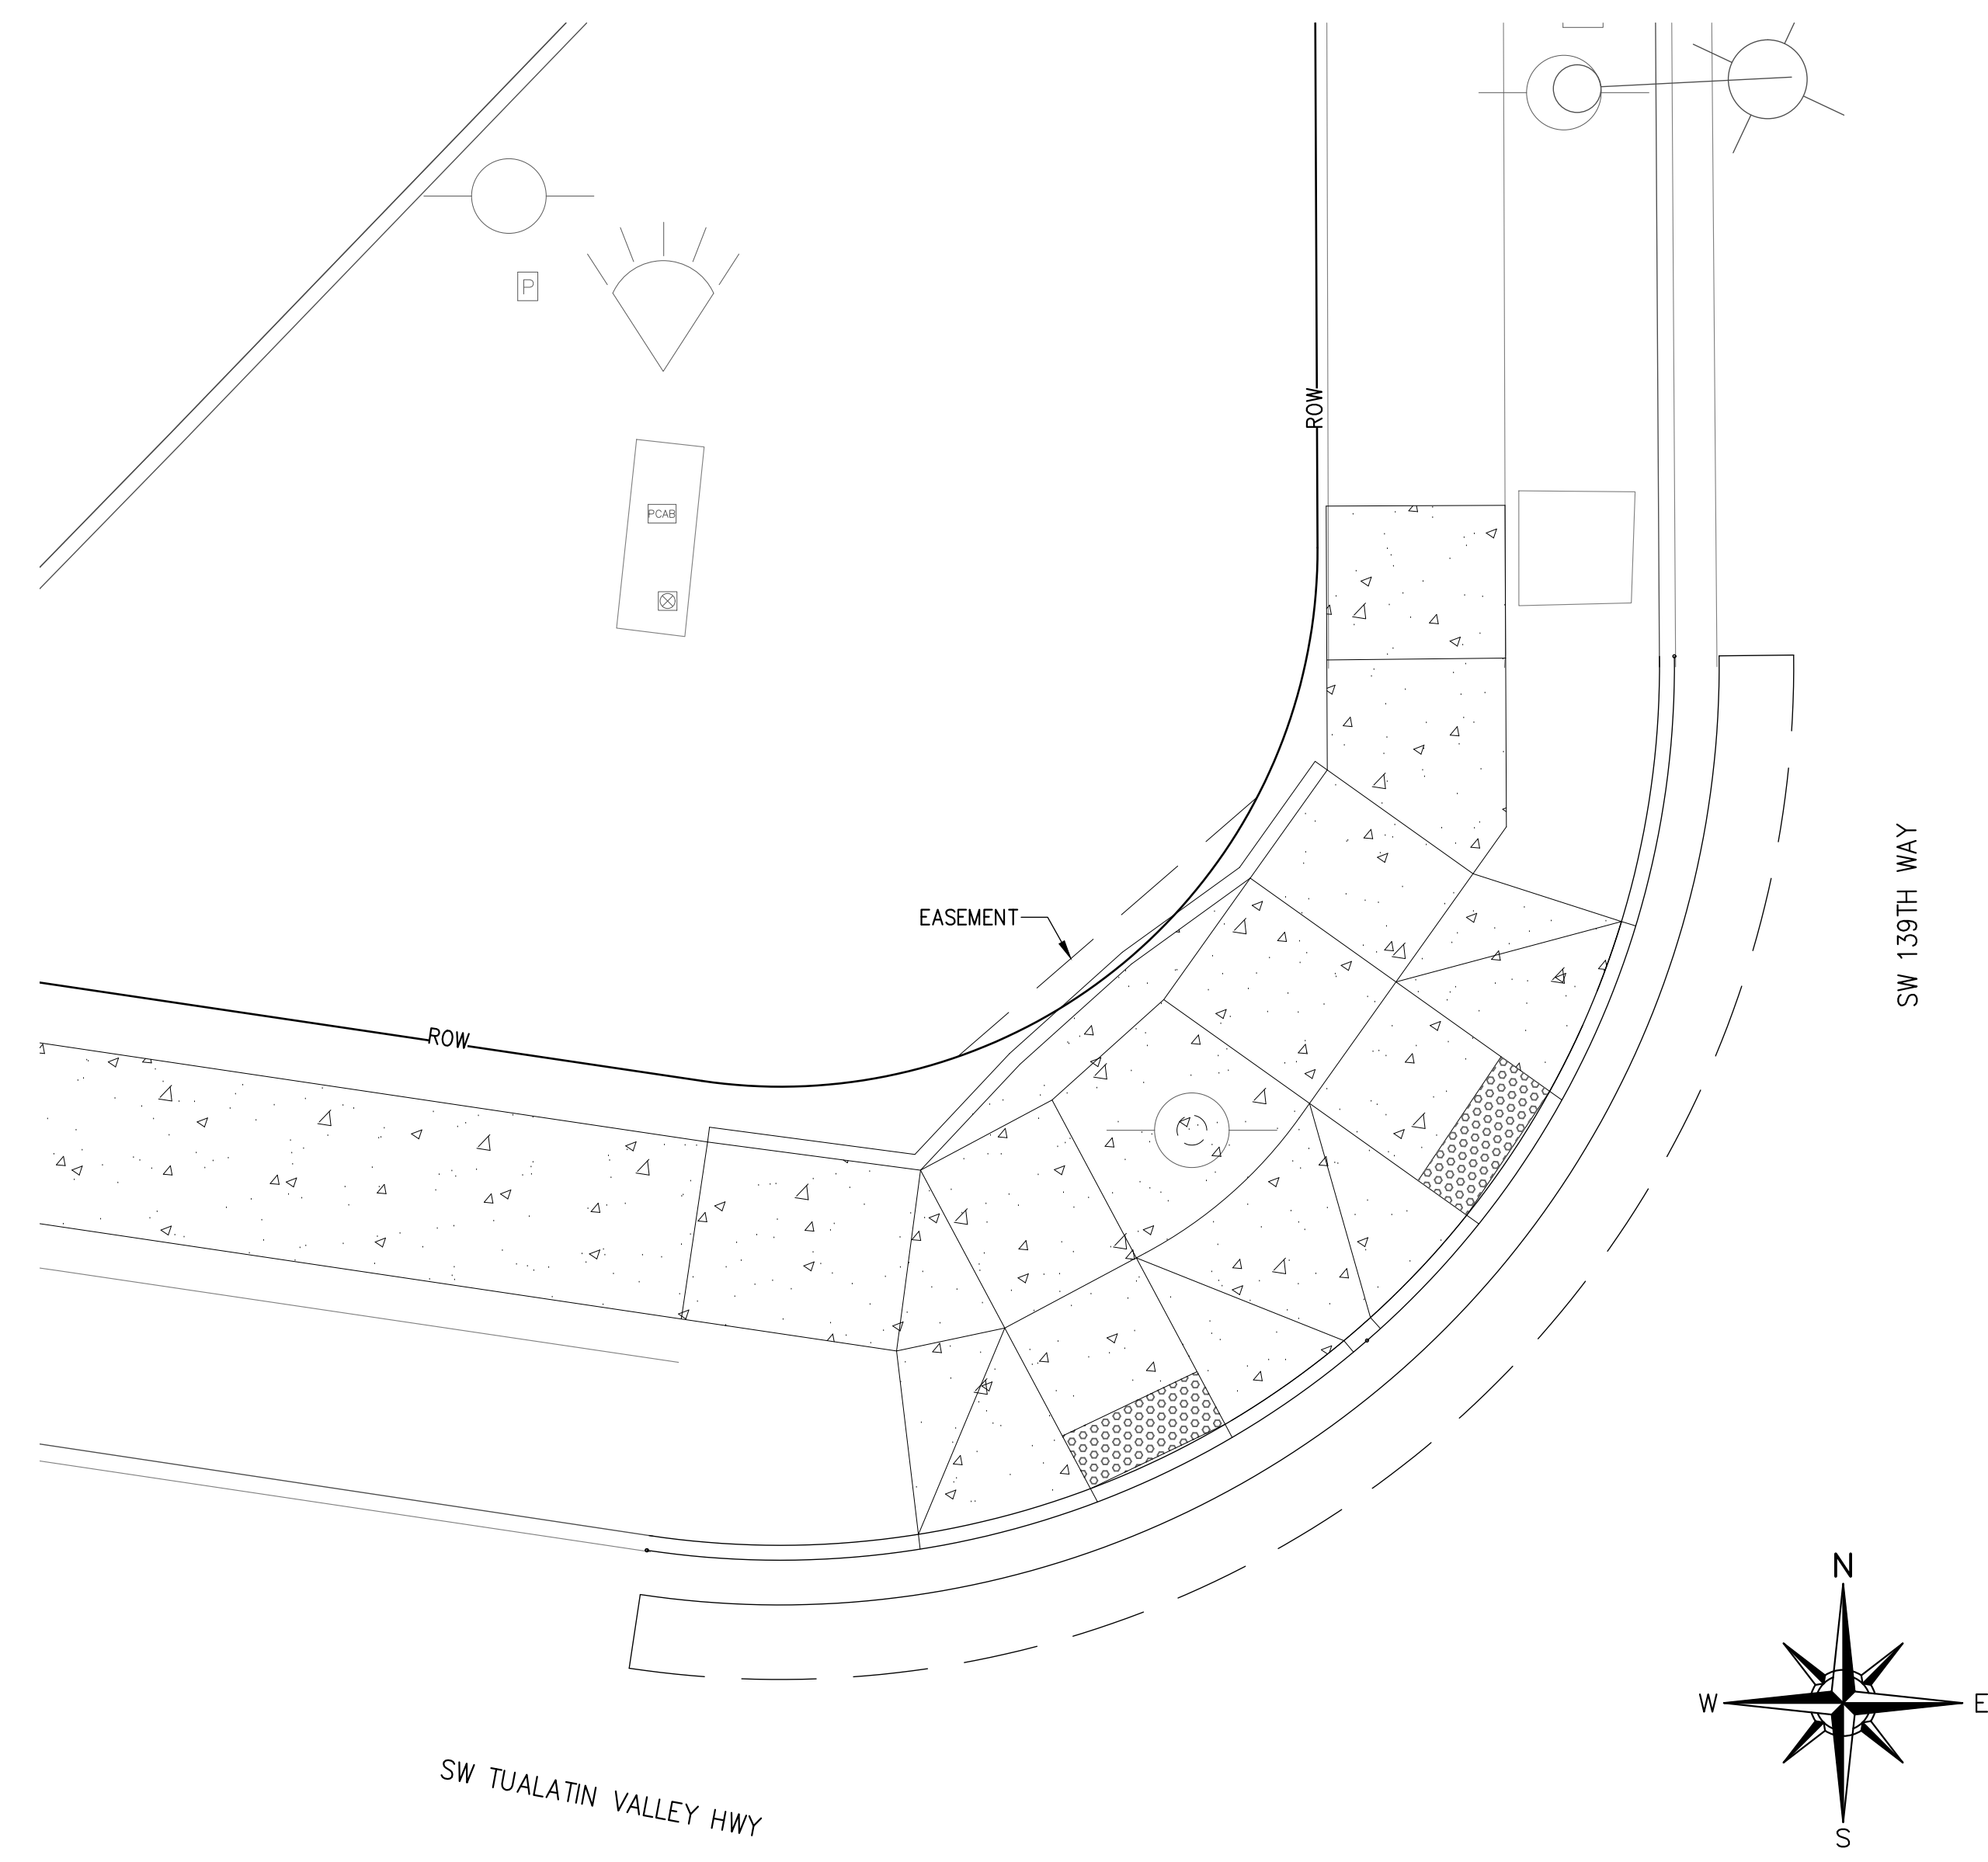 P
PCAB
ROW
EASEMENT
ROW
SW 139TH WAY
SW TUALATIN VALLEY HWY
N
W
E
S